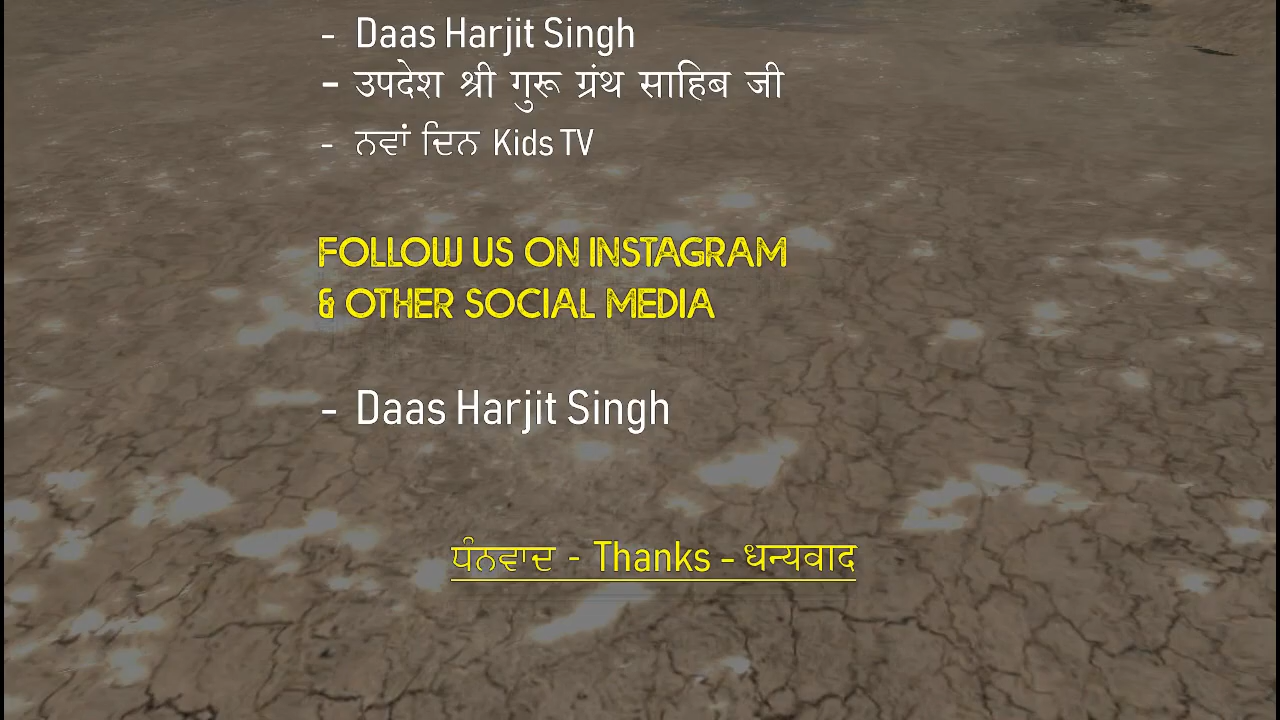 - Daas Harjit Singh
- उपदेश श्री गुरू ग्रंथ साहिब जी
- ਨਵਾਂ ਦਿਨ Kids TV
FOLLOW US ON INSTAGRAM
& OTHER SOCIAL MEDIA
- Daas Harjit Singh
ਧੰਨਵਾਦ - Thanks - धन्यवाद